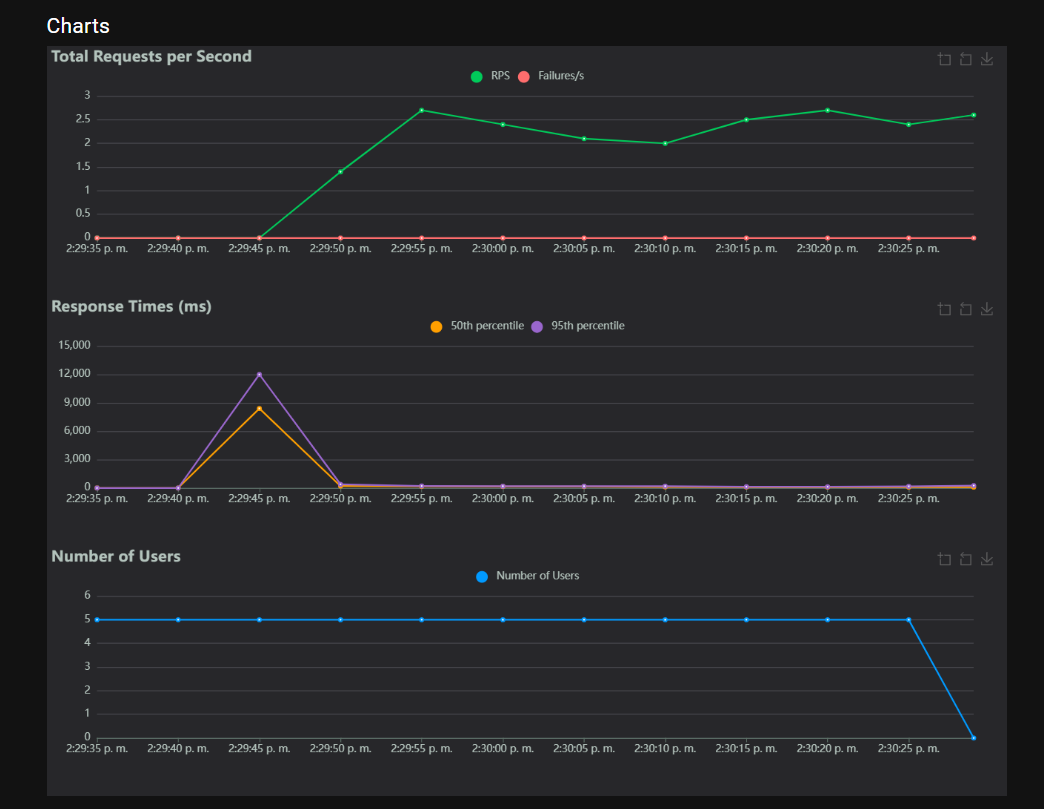 Charts
Total Requests per Second
RPS Failures/s
3
2.5
2
1.5
1
0.5
0
2:29:35 p. m. 2:29:40 p. m. 2:29:45 p. m. 2:29:50 p. m. 2:29:55 p. m. 2:30:00 p. m. 2:30:05 p. m. 2:30:10 p. m. 2:30:15 p. m. 2:30:20 p. m. 2:30:25 p. m.
Response Times (ms)
50th percentile 95th percentile
15,000
12,000
9,000
6,000
3,000
0
2:29:35 p. m. 2:29:40 p. m. 2:29:45 p. m. 2:29:50 p. m. 2:29:55 p. m. 2:30:00 p. m. 2:30:05 p. m. 2:30:10 p. m. 2:30:15 p. m. 2:30:20 p. m. 2:30:25 p. m.
Number of Users
Number of Users
6
5
4
3
2
1
0
2:29:35 p. m. 2:29:40 p. m. 2:29:45 p. m. 2:29:50 p. m. 2:29:55 p. m. 2:30:00 p. m. 2:30:05 p. m. 2:30:10 p. m. 2:30:15 p. m. 2:30:20 p. m. 2:30:25 p. m.